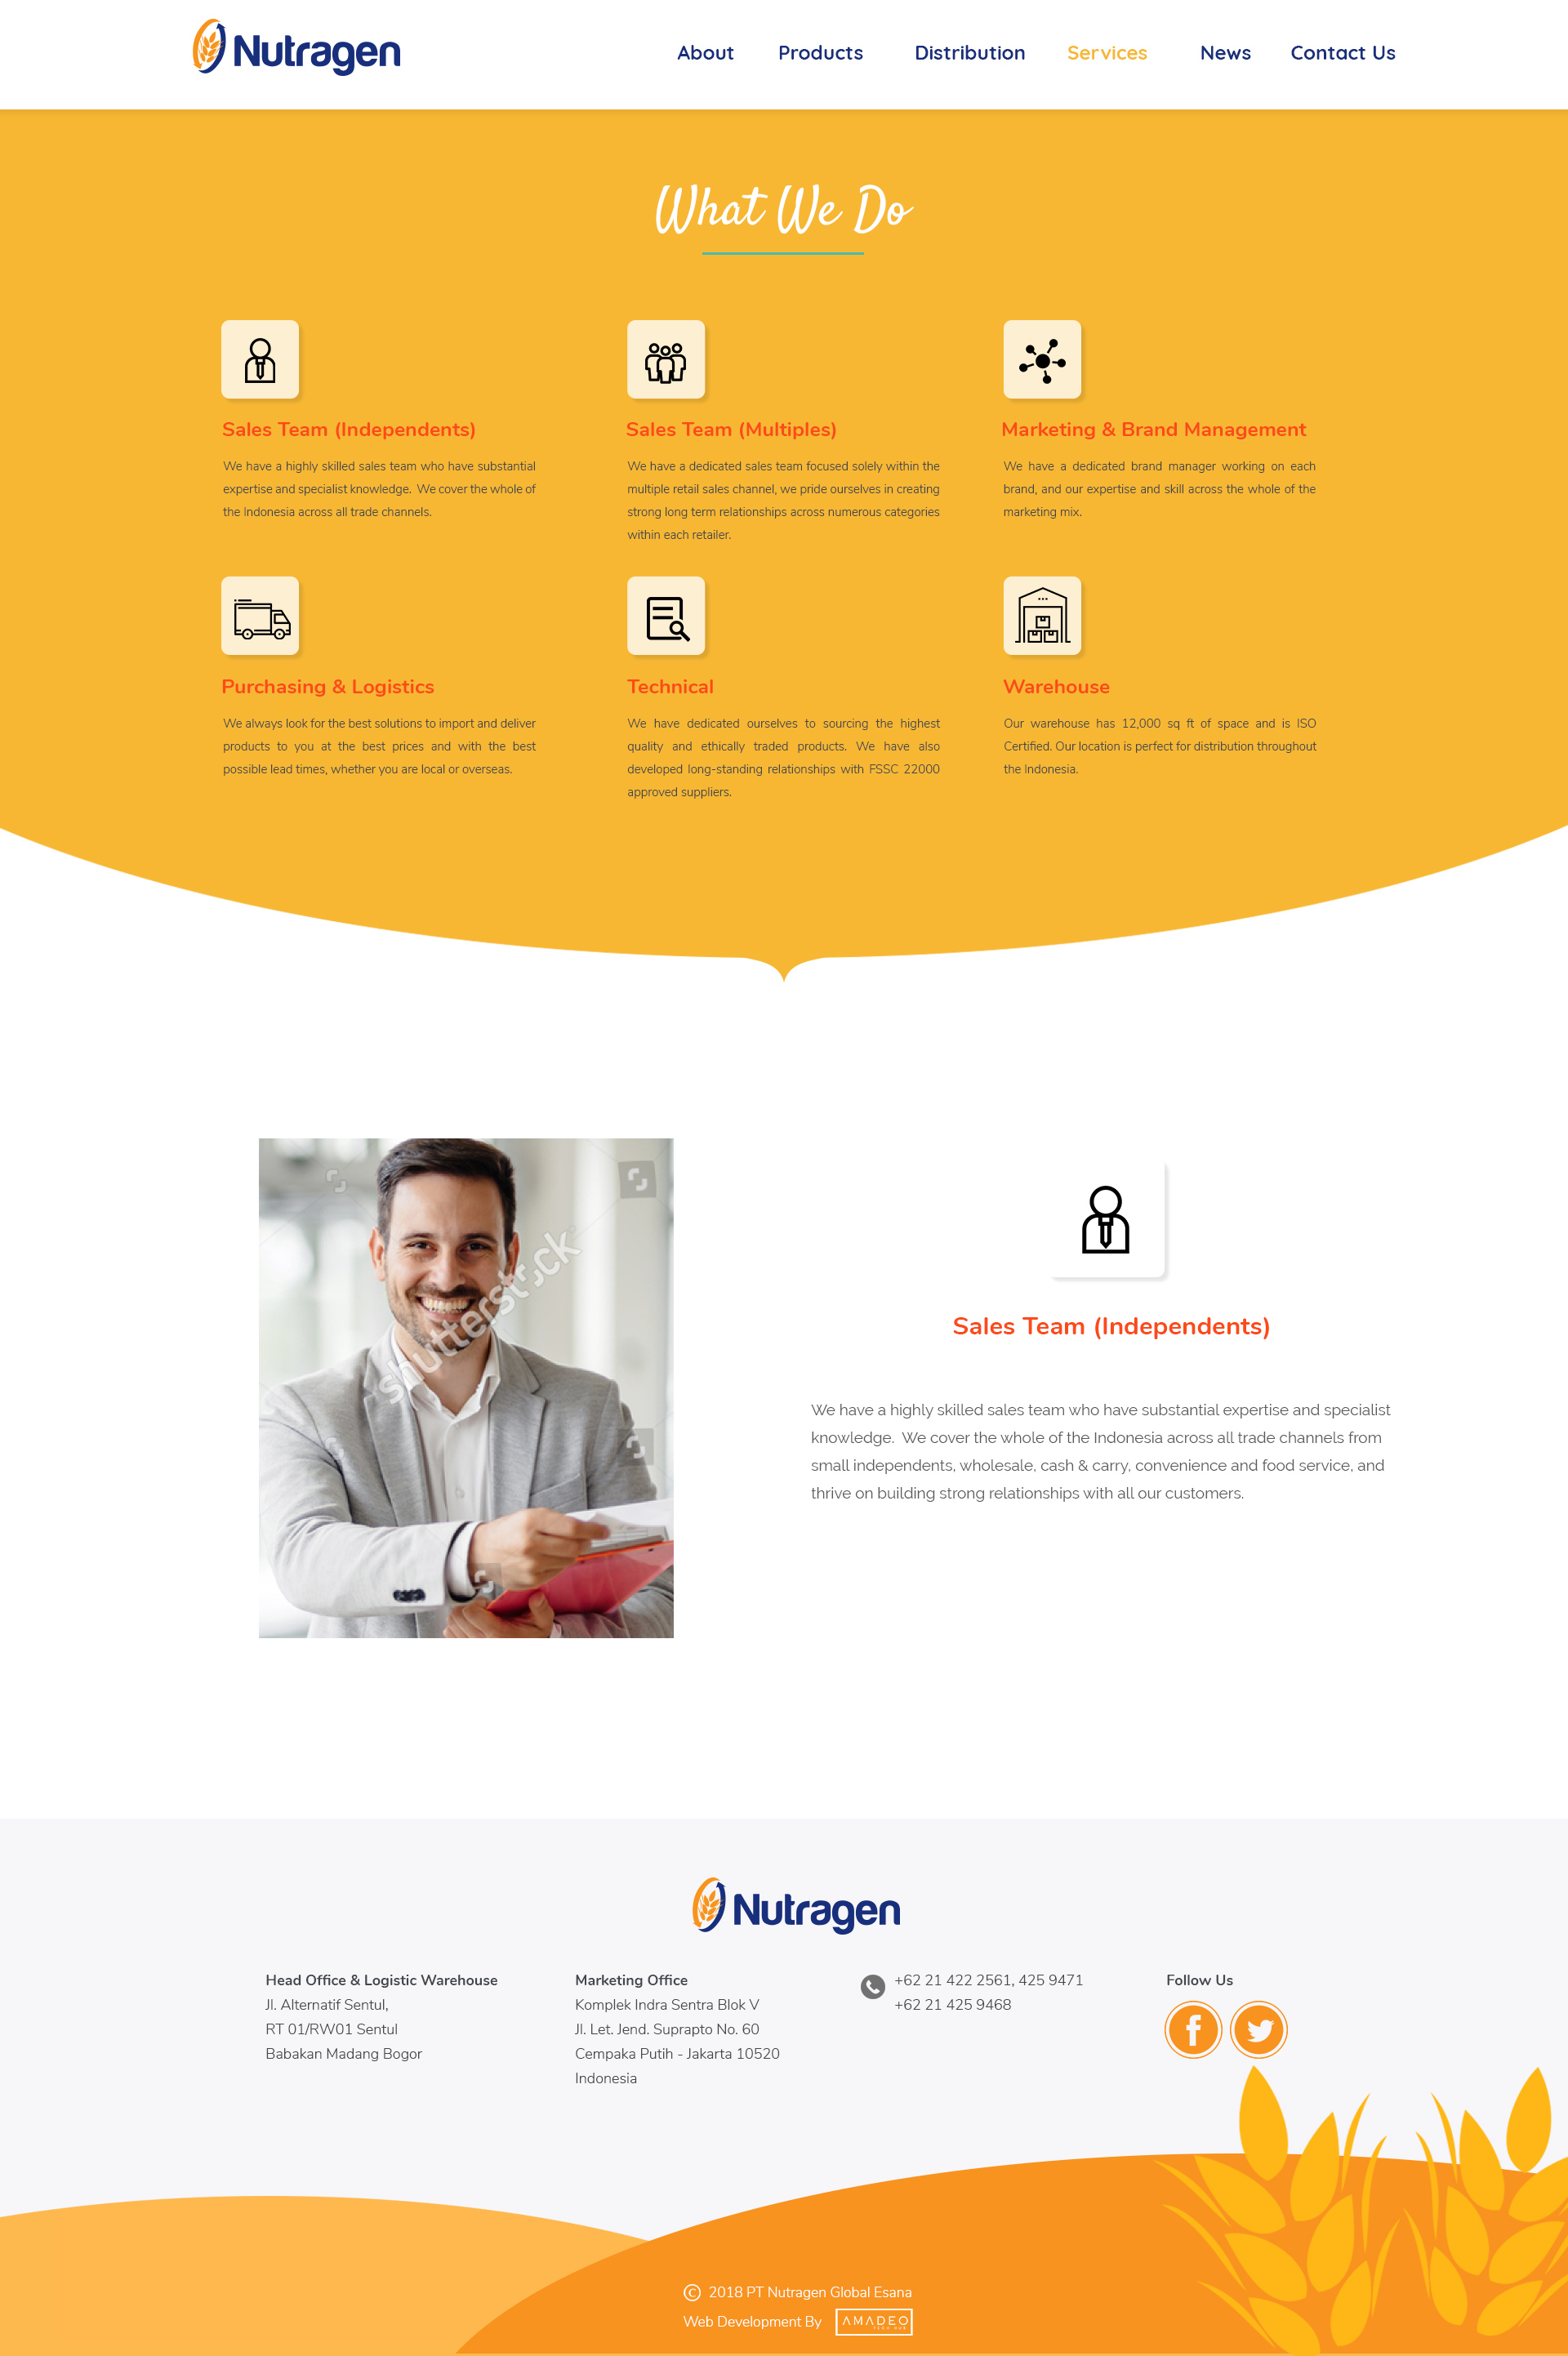 Nutragen
About Products Distribution Services News Contact Us
What We Do
Sales Team (Independents)
We have a highly skilled sales team who have substantial
expertise and specialist knowledge. We cover the whole of
the Indonesia across all trade channels.
Sales Team (Multiples)
We have a dedicated sales team focused solely within the
multiple retail sales channel, we pride ourselves in creating
strong long term relationships across numerous categories
within each retailer.
Marketing & Brand Management
We have a dedicated brand manager working on each
brand, and our expertise and skill across the whole of the
marketing mix.
Purchasing & Logistics
We always look for the best solutions to import and deliver
products to you at the best prices and with the best
possible lead times, whether you are local or overseas.
Technical
We have dedicated ourselves to sourcing the highest
quality and ethically traded products. We have also
developed long-standing relationships with FSSC 22000
approved suppliers.
Warehouse
Our warehouse has 12,000 sq ft of space and is ISO
Certified. Our location is perfect for distribution throughout
the Indonesia.
shutterstock
Sales Team (Independents)
We have a highly skilled sales team who have substantial expertise and specialist
knowledge. We cover the whole of the Indonesia across all trade channels from
small independents, wholesale, cash & carry, convenience and food service, and
thrive on building strong relationships with all our customers.
Nutragen
Head Office & Logistic Warehouse
Jl. Alternatif Sentul,
RT 01/RW01 Sentul
Babakan Madang Bogor
Marketing Office
Komplek Indra Sentra Blok V
Jl. Let. Jend. Suprapto No. 60
Cempaka Putih - Jakarta 10520
Indonesia
+62 21 422 2561, 425 9471
+62 21 425 9468
Follow Us
© 2018 PT Nutragen Global Esana
Web Development By AMADEO
TECH HUB